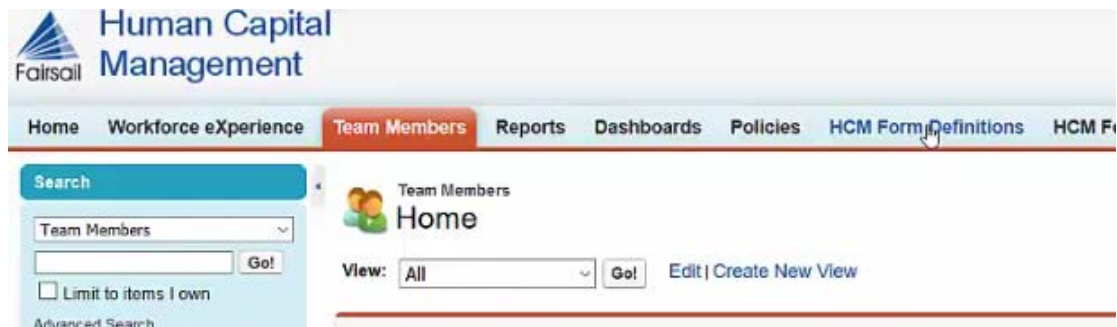 Human Capital
Management
Fairsail
Home Workforce eXperience Team Members Reports Dashboards Policies HCM Form Definitions HCM
Search
Team Members
Team Members
Home
Go!
View: All Go! Edit | Create New View
Limit to items I own
Advanced Search